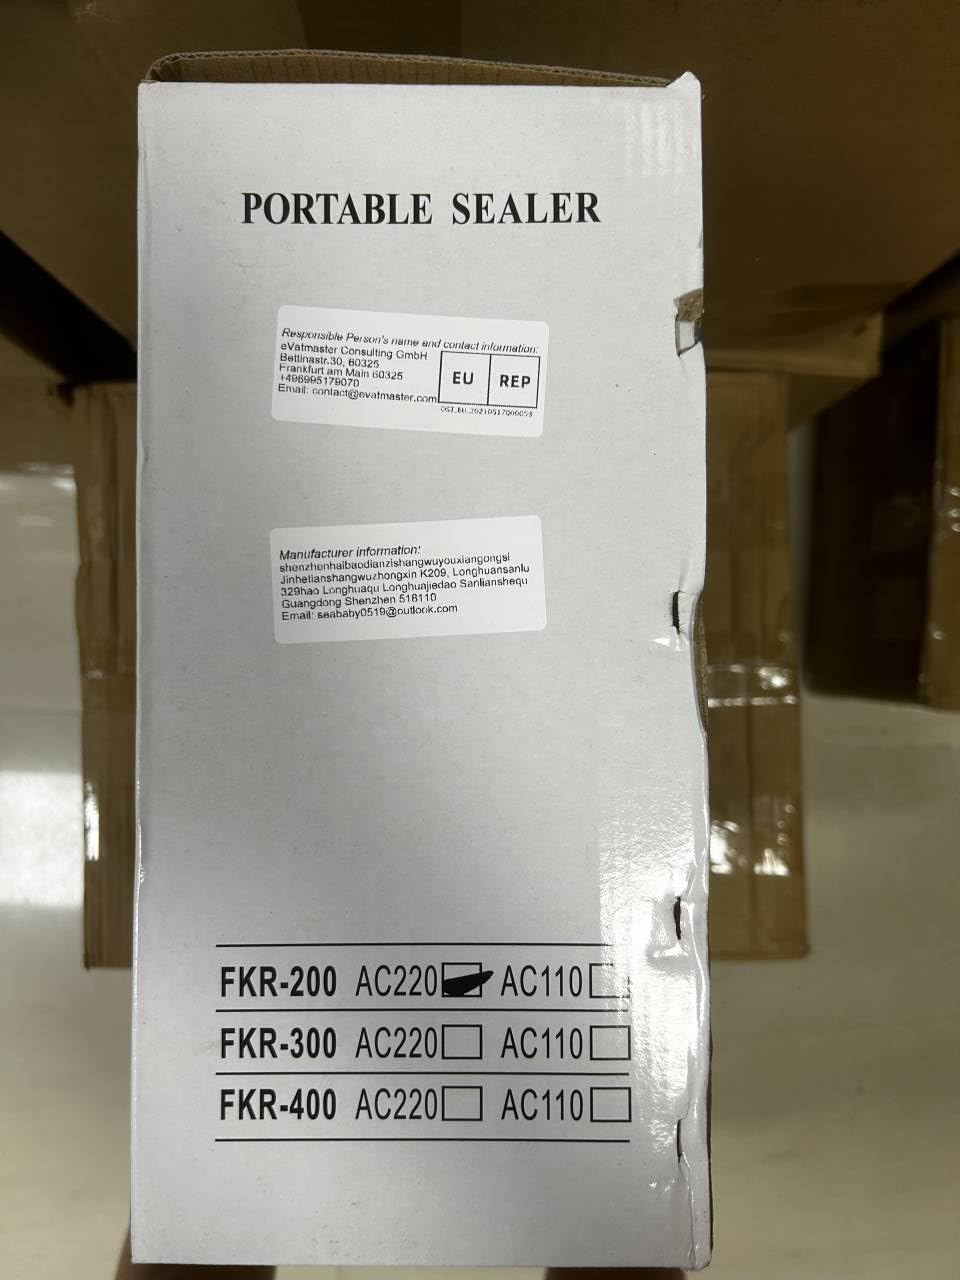 PORTABLE SEALER
Responsible Person's name and contact information:
eVatmaster Consulting GmbH
Bettinastr.30, 60325
Frankfurt am Main 60325
+496995179070
Email: contact@evatmaster.com
EU REP
OST_EU_20210517000053
Manufacturer information:
shenzhenhaibaodianzishangwuyouxiangongsi
Jinhetianshangwuzhongxin K209, Longhuansanlu
329hao Longhuaqu Longhuajiedao Sanlianshequ
Guangdong Shenzhen 518110
Email: seababy0519@outlook.com
FKR-200 AC220 AC110
FKR-300 AC220 AC110
FKR-400 AC220 AC110